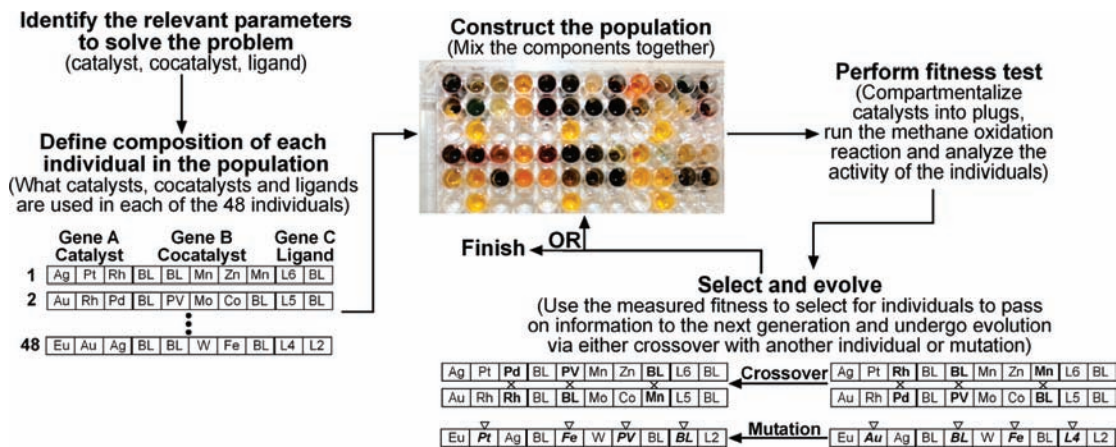 Identify the relevant parameters
to solve the problem
(catalyst, cocatalyst, ligand)
Define composition of each
individual in the population
(What catalysts, cocatalysts and ligands
are used in each of the 48 individuals)
Gene A Gene B Gene C
Catalyst Cocatalyst Ligand
1 Ag Pt Rh BL BL Mn Zn Mn L6 BL
2 Au Rh Pd BL PV Mo Co BL L5 BL
48 Eu Au Ag BL BL W Fe BL L4 L2
Construct the population
(Mix the components together)
Perform fitness test
(Compartmentalize
catalysts into plugs,
run the methane oxidation
reaction and analyze the
activity of the individuals)
Finish
OR
Select and evolve
(Use the measured fitness to select for individuals to pass
on information to the next generation and undergo evolution
via either crossover with another individual or mutation)
Ag Pt Pd BL PV Mn Zn BL L6 BL
Au Rh Rh BL BL Mo Co Mn L5 BL
Crossover
Ag Pt Rh BL BL Mn Zn Mn L6 BL
Au Rh Pd BL PV Mo Co BL L5 BL
Eu Pt Ag BL Fe W PV BL BL L2
Mutation
Eu Au Ag BL BL W Fe BL L4 L2